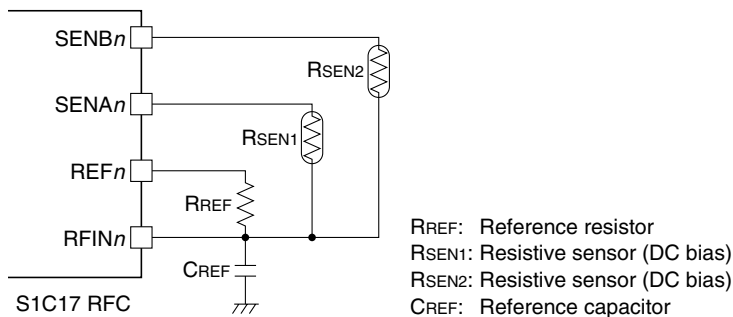 SENBn
RSEN2
SENAn
RSEN1
REFn
RREF
RFINn
CREF
S1C17 RFC
RREF: Reference resistor
RSEN1: Resistive sensor (DC bias)
RSEN2: Resistive sensor (DC bias)
CREF: Reference capacitor